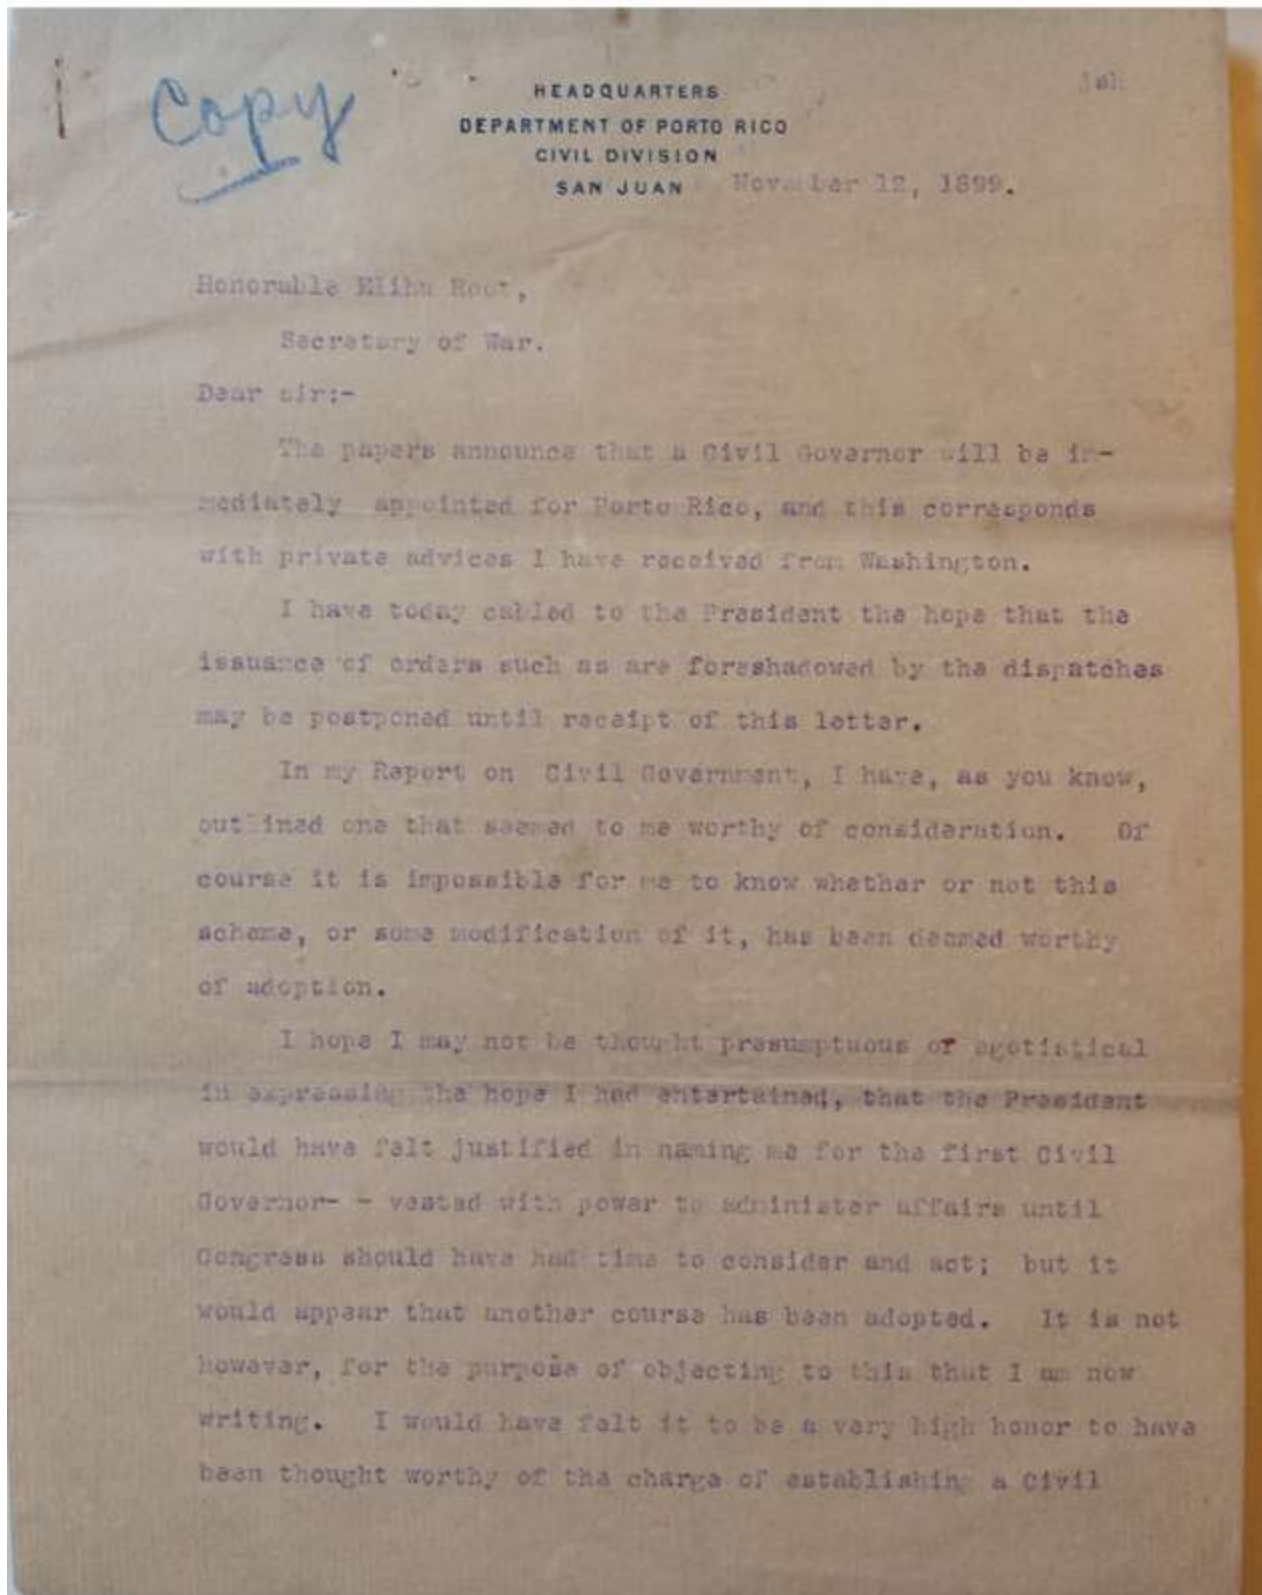 Copy
HEADQUARTERS
DEPARTMENT OF PORTO RICO
CIVIL DIVISION
SAN JUAN November 12, 1899.
Honorable Elihu Root,
Secretary of War.
Dear sir:-
The papers announce that a Civil Governor will be im-
mediately appointed for Porto Rico, and this corresponds
with private advices I have received from Washington.
I have today cabled to the President the hope that the
issuance of orders such as are foreshadowed by the dispatches
may be postponed until receipt of this letter.
In my Report on Civil Government, I have, as you know,
outlined one that seemed to me worthy of consideration. Of
course it is impossible for me to know whether or not this
scheme, or some modification of it, has been deemed worthy
of adoption.
I hope I may not be thought presumptuous or egotistical
in expressing the hope I had entertained, that the President
would have felt justified in naming me for the first Civil
Governor- - vested with power to administer affairs until
Congress should have had time to consider and act; but it
would appear that another course has been adopted. It is not
however, for the purpose of objecting to this that I am now
writing. I would have felt it to be a very high honor to have
been thought worthy of the charge of establishing a Civil